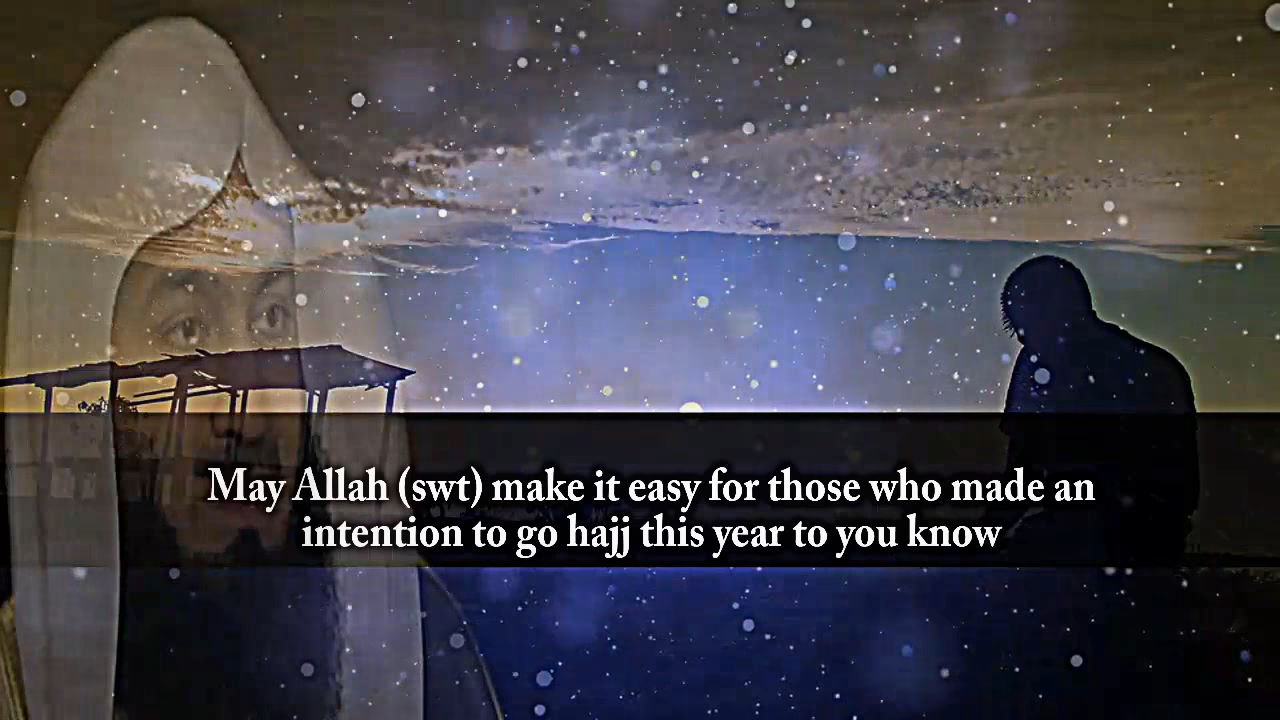 May Allah (swt) make it easy for those who made an
intention to go hajj this year to you know